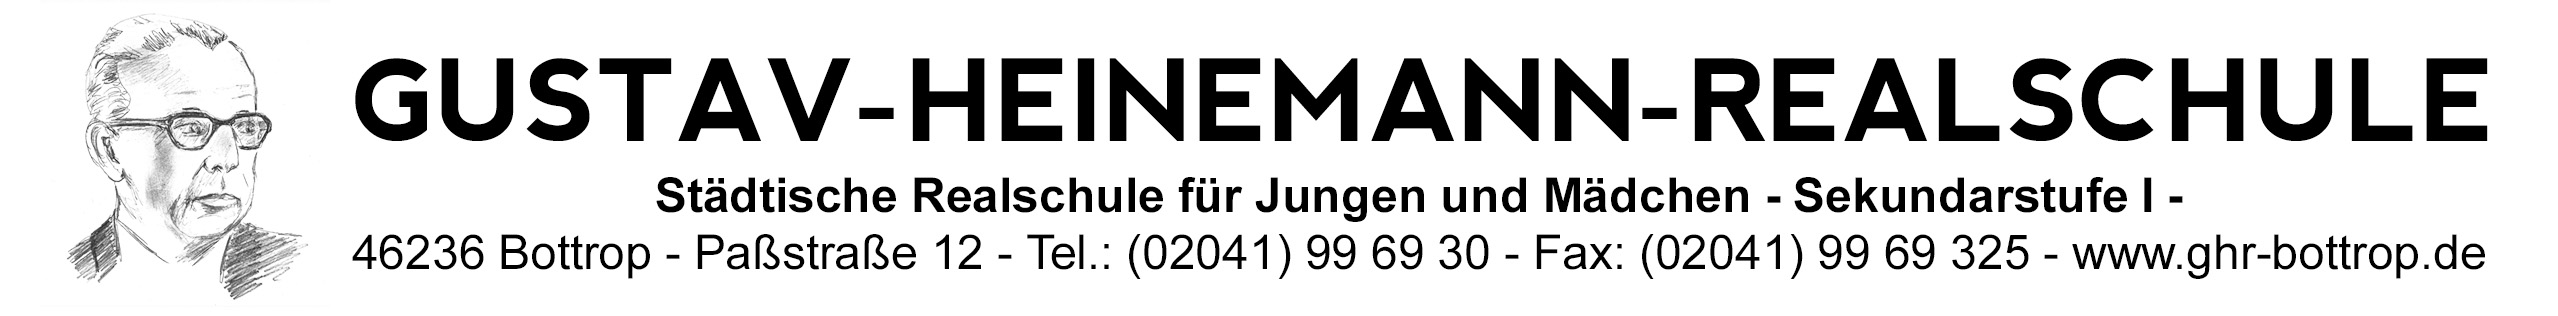 GUSTAV-HEINEMANN-REALSCHULE
Städtische Realschule für Jungen und Mädchen - Sekundarstufe I -
46236 Bottrop - Paßstraße 12 - Tel.: (02041) 99 69 30 - Fax: (02041) 99 69 325 - www.ghr-bottrop.de